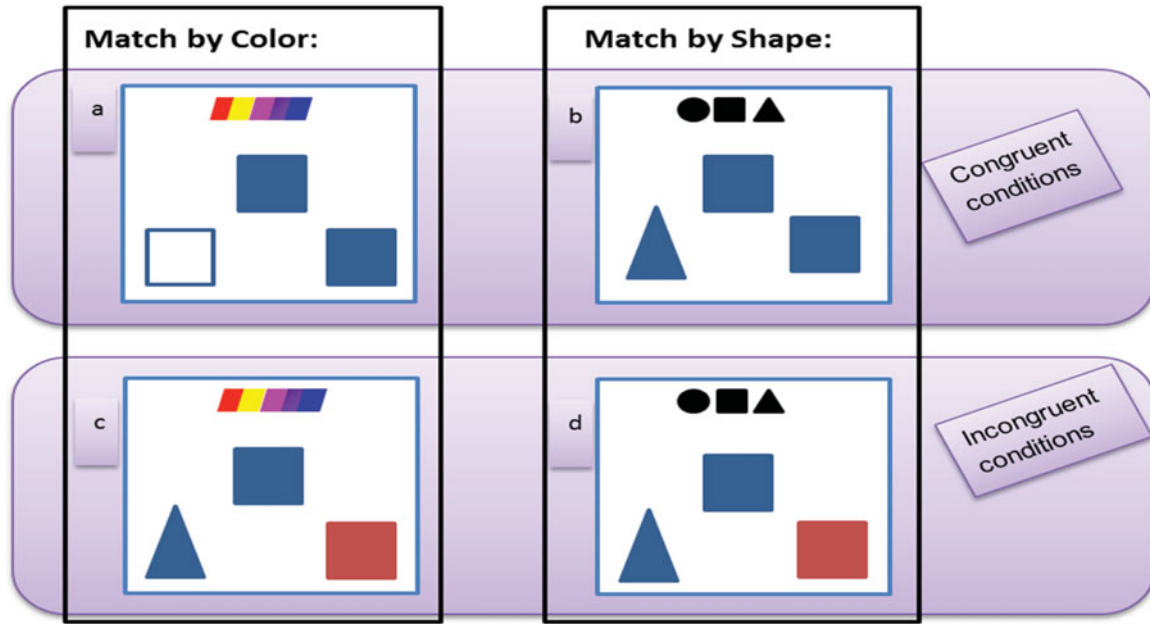 Match by Color:
Match by Shape:
a
b
Congruent
conditions
c
d
Incongruent
conditions